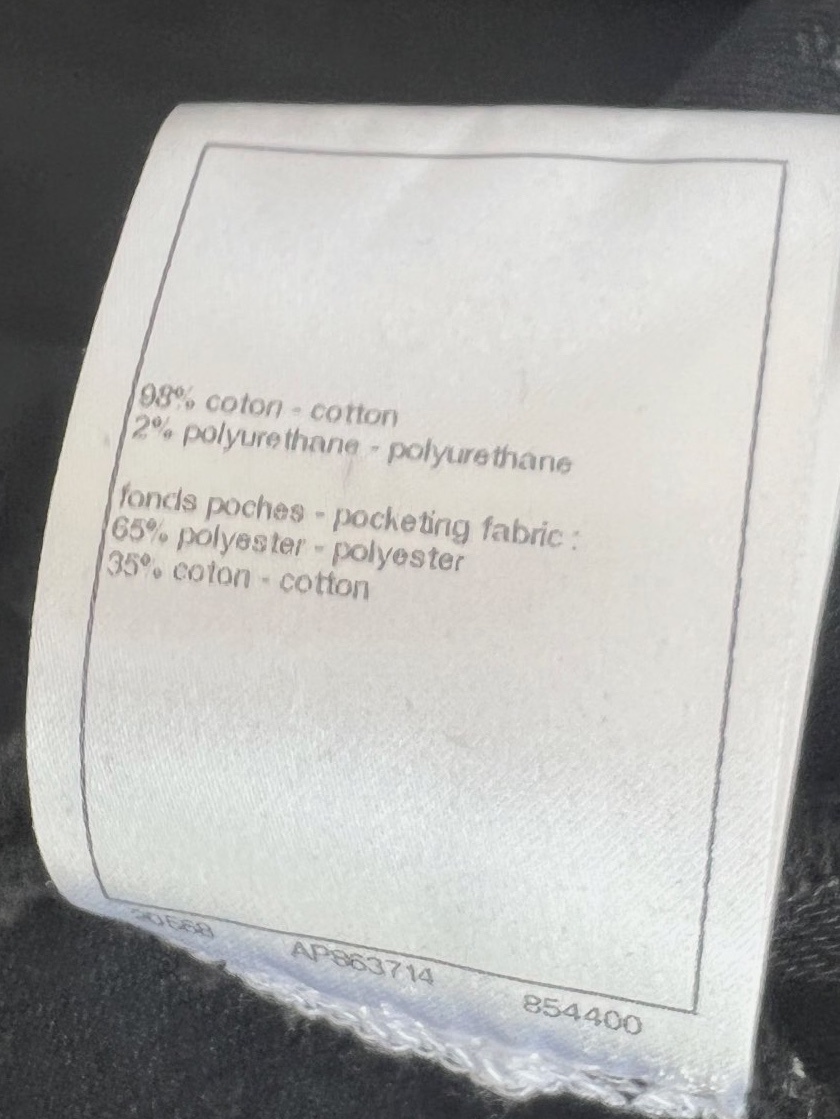 98% coton - cotton
2% polyurethane - polyurethane
fonds poches - pocketing fabric :
65% polyester - polyester
35% coton - cotton
AP863714
854400